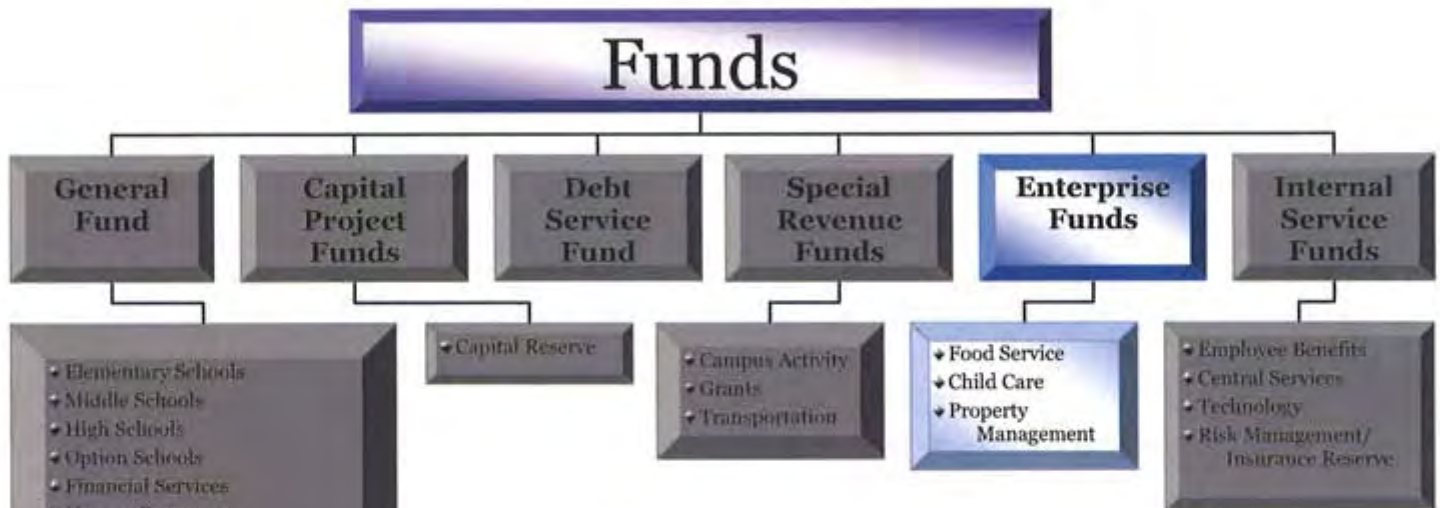 Funds
General
Fund
Capital
Project
Funds
Debt
Service
Fund
Special
Revenue
Funds
Enterprise
Funds
Internal
Service
Funds
Elementary Schools
Middle Schools
High Schools
Option Schools
Financial Services
Capital Reserve
Campus Activity
Grants
Transportation
Food Service
Child Care
Property
Management
Employee Benefits
Central Services
Technology
Risk Management/
Insurance Reserve